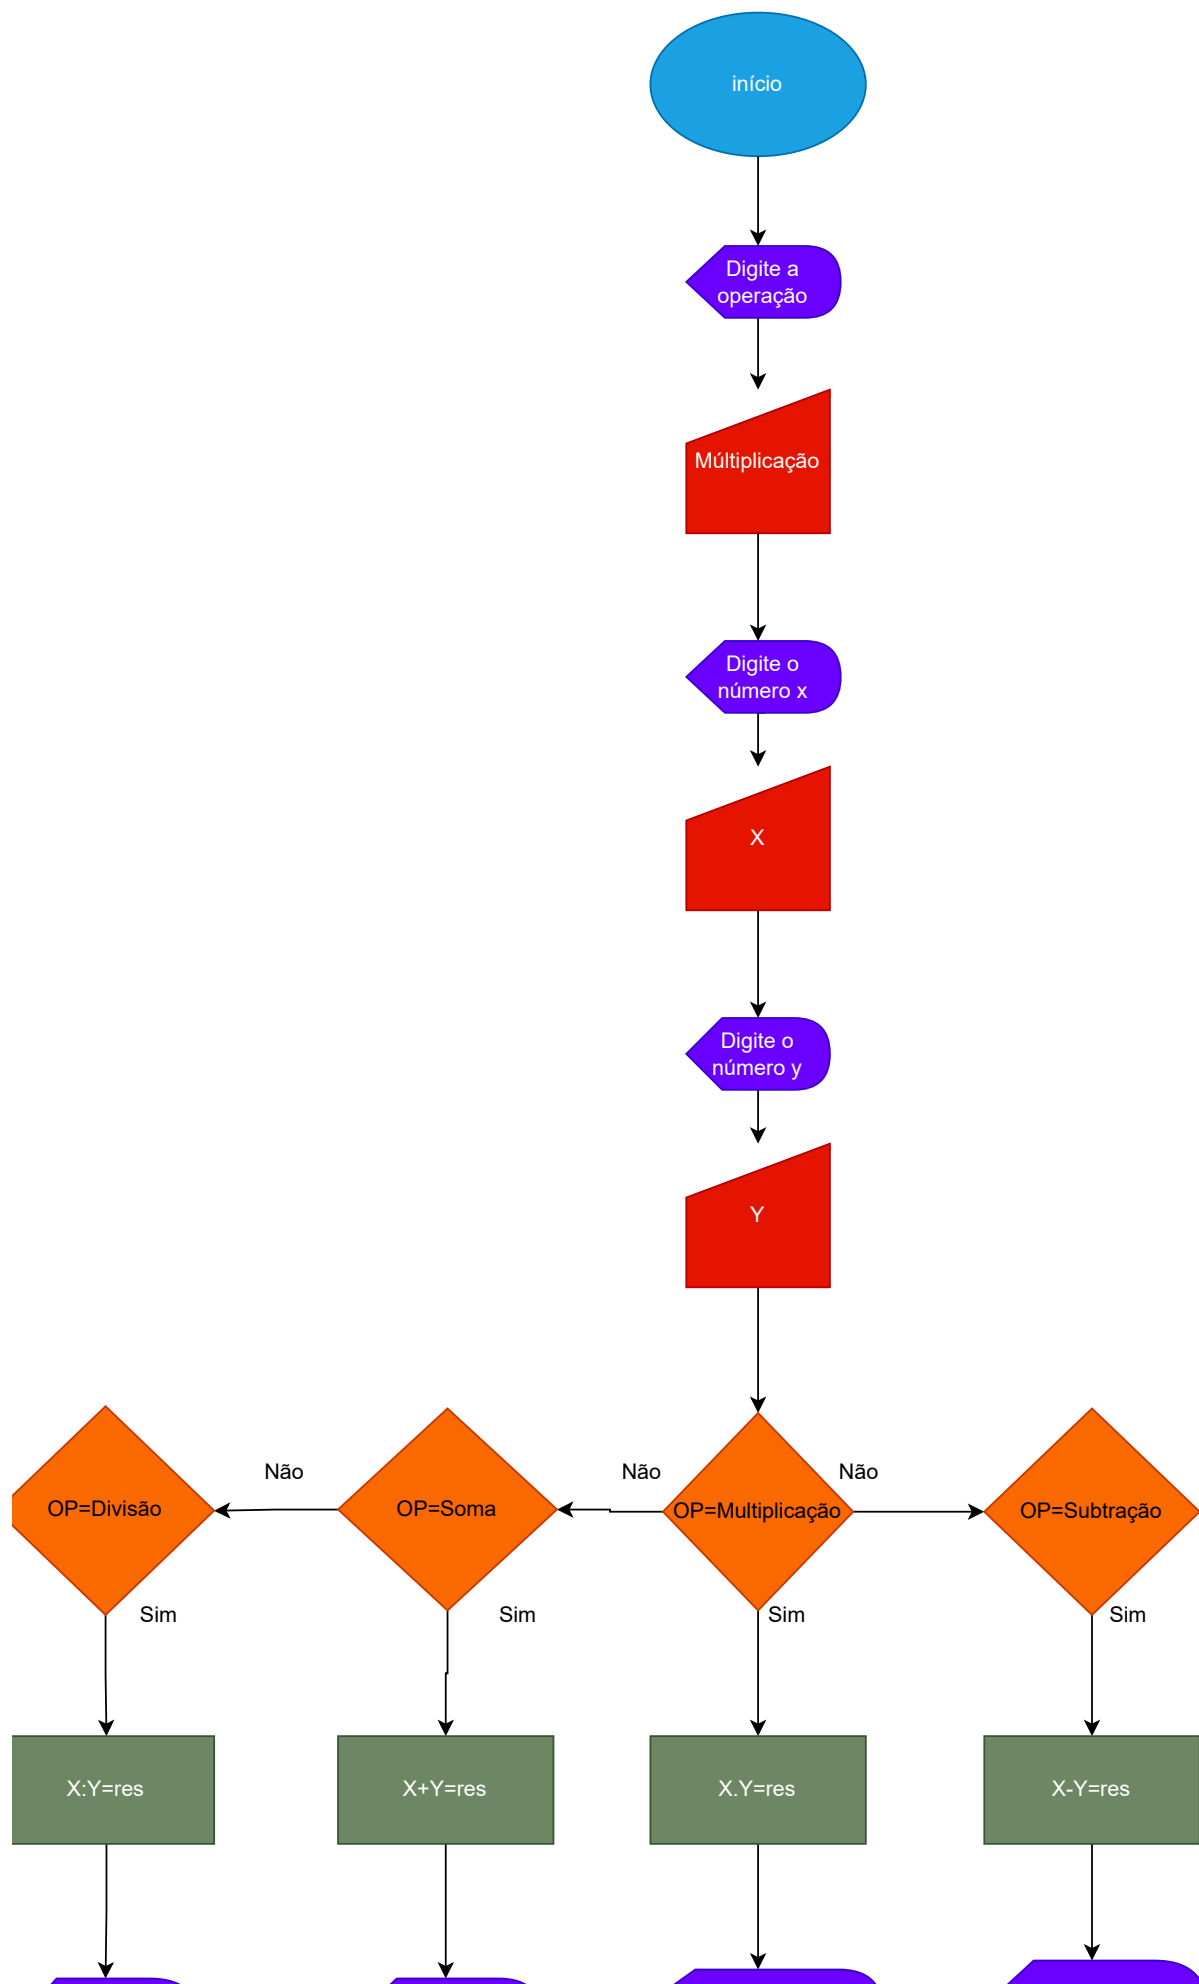 início
Digite a
operação
Múltiplicação
Digite o
número x
X
Digite o
número y
Y
Não
Não
Não
OP=Divisão
OP=Soma
OP=Multiplicação
OP=Subtração
Sim
Sim
Sim
Sim
X:Y=res
X+Y=res
X.Y=res
X-Y=res